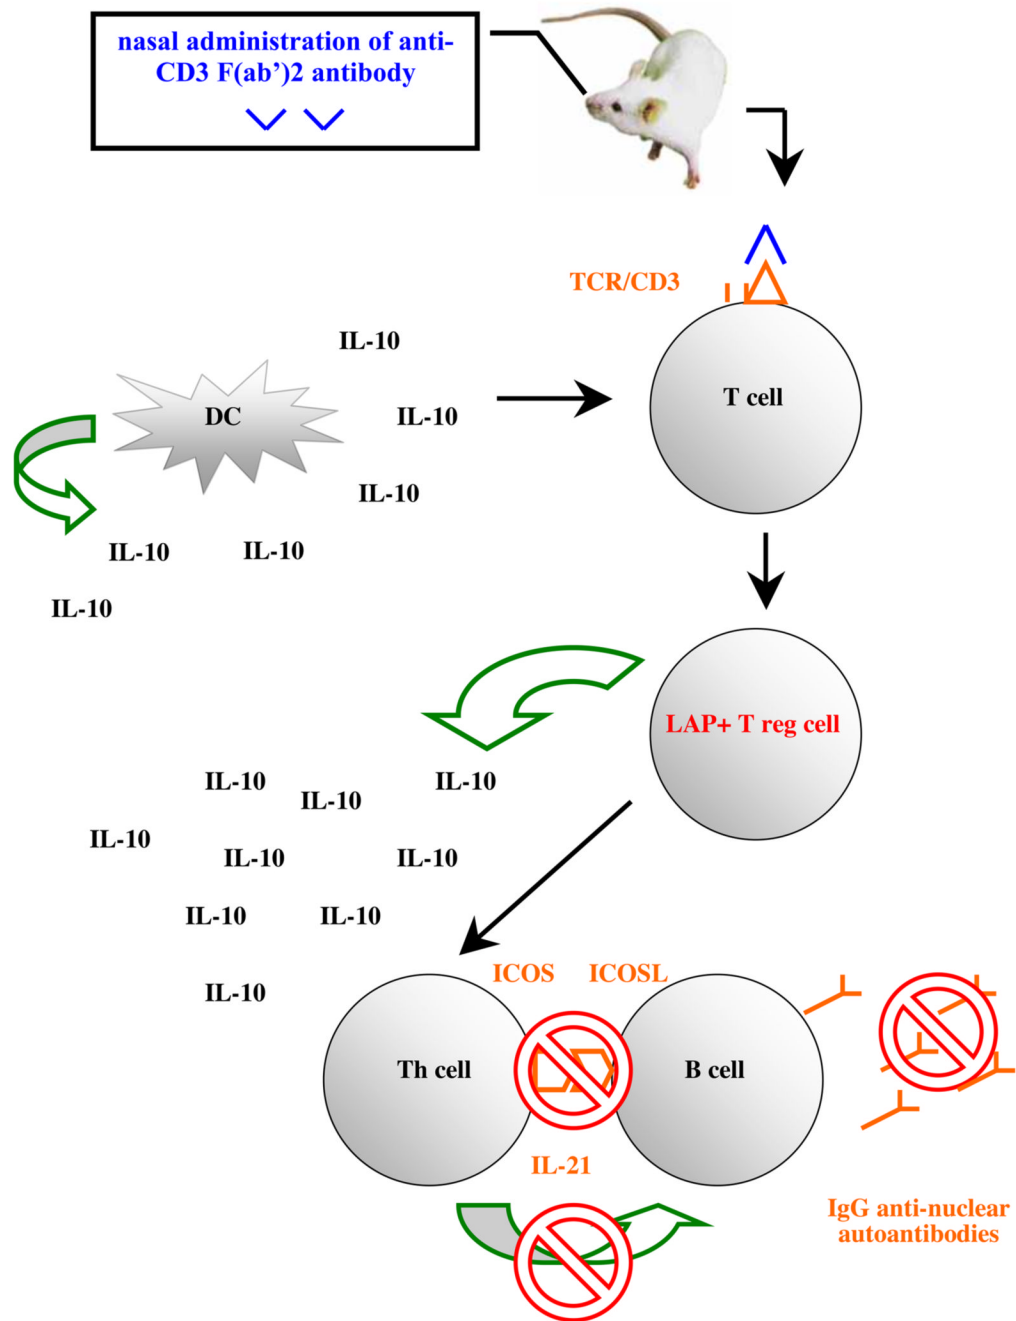 nasal administration of anti-
CD3 F(ab’)2 antibody
TCR/CD3
IL-10
T cell
DC
IL-10
IL-10
IL-10
IL-10
IL-10
LAP+ T reg cell
IL-10
IL-10
IL-10
IL-10
IL-10
IL-10
IL-10
IL-10
ICOS
ICOSL
IL-10
Th cell
B cell
IL-21
IgG anti-nuclear
autoantibodies